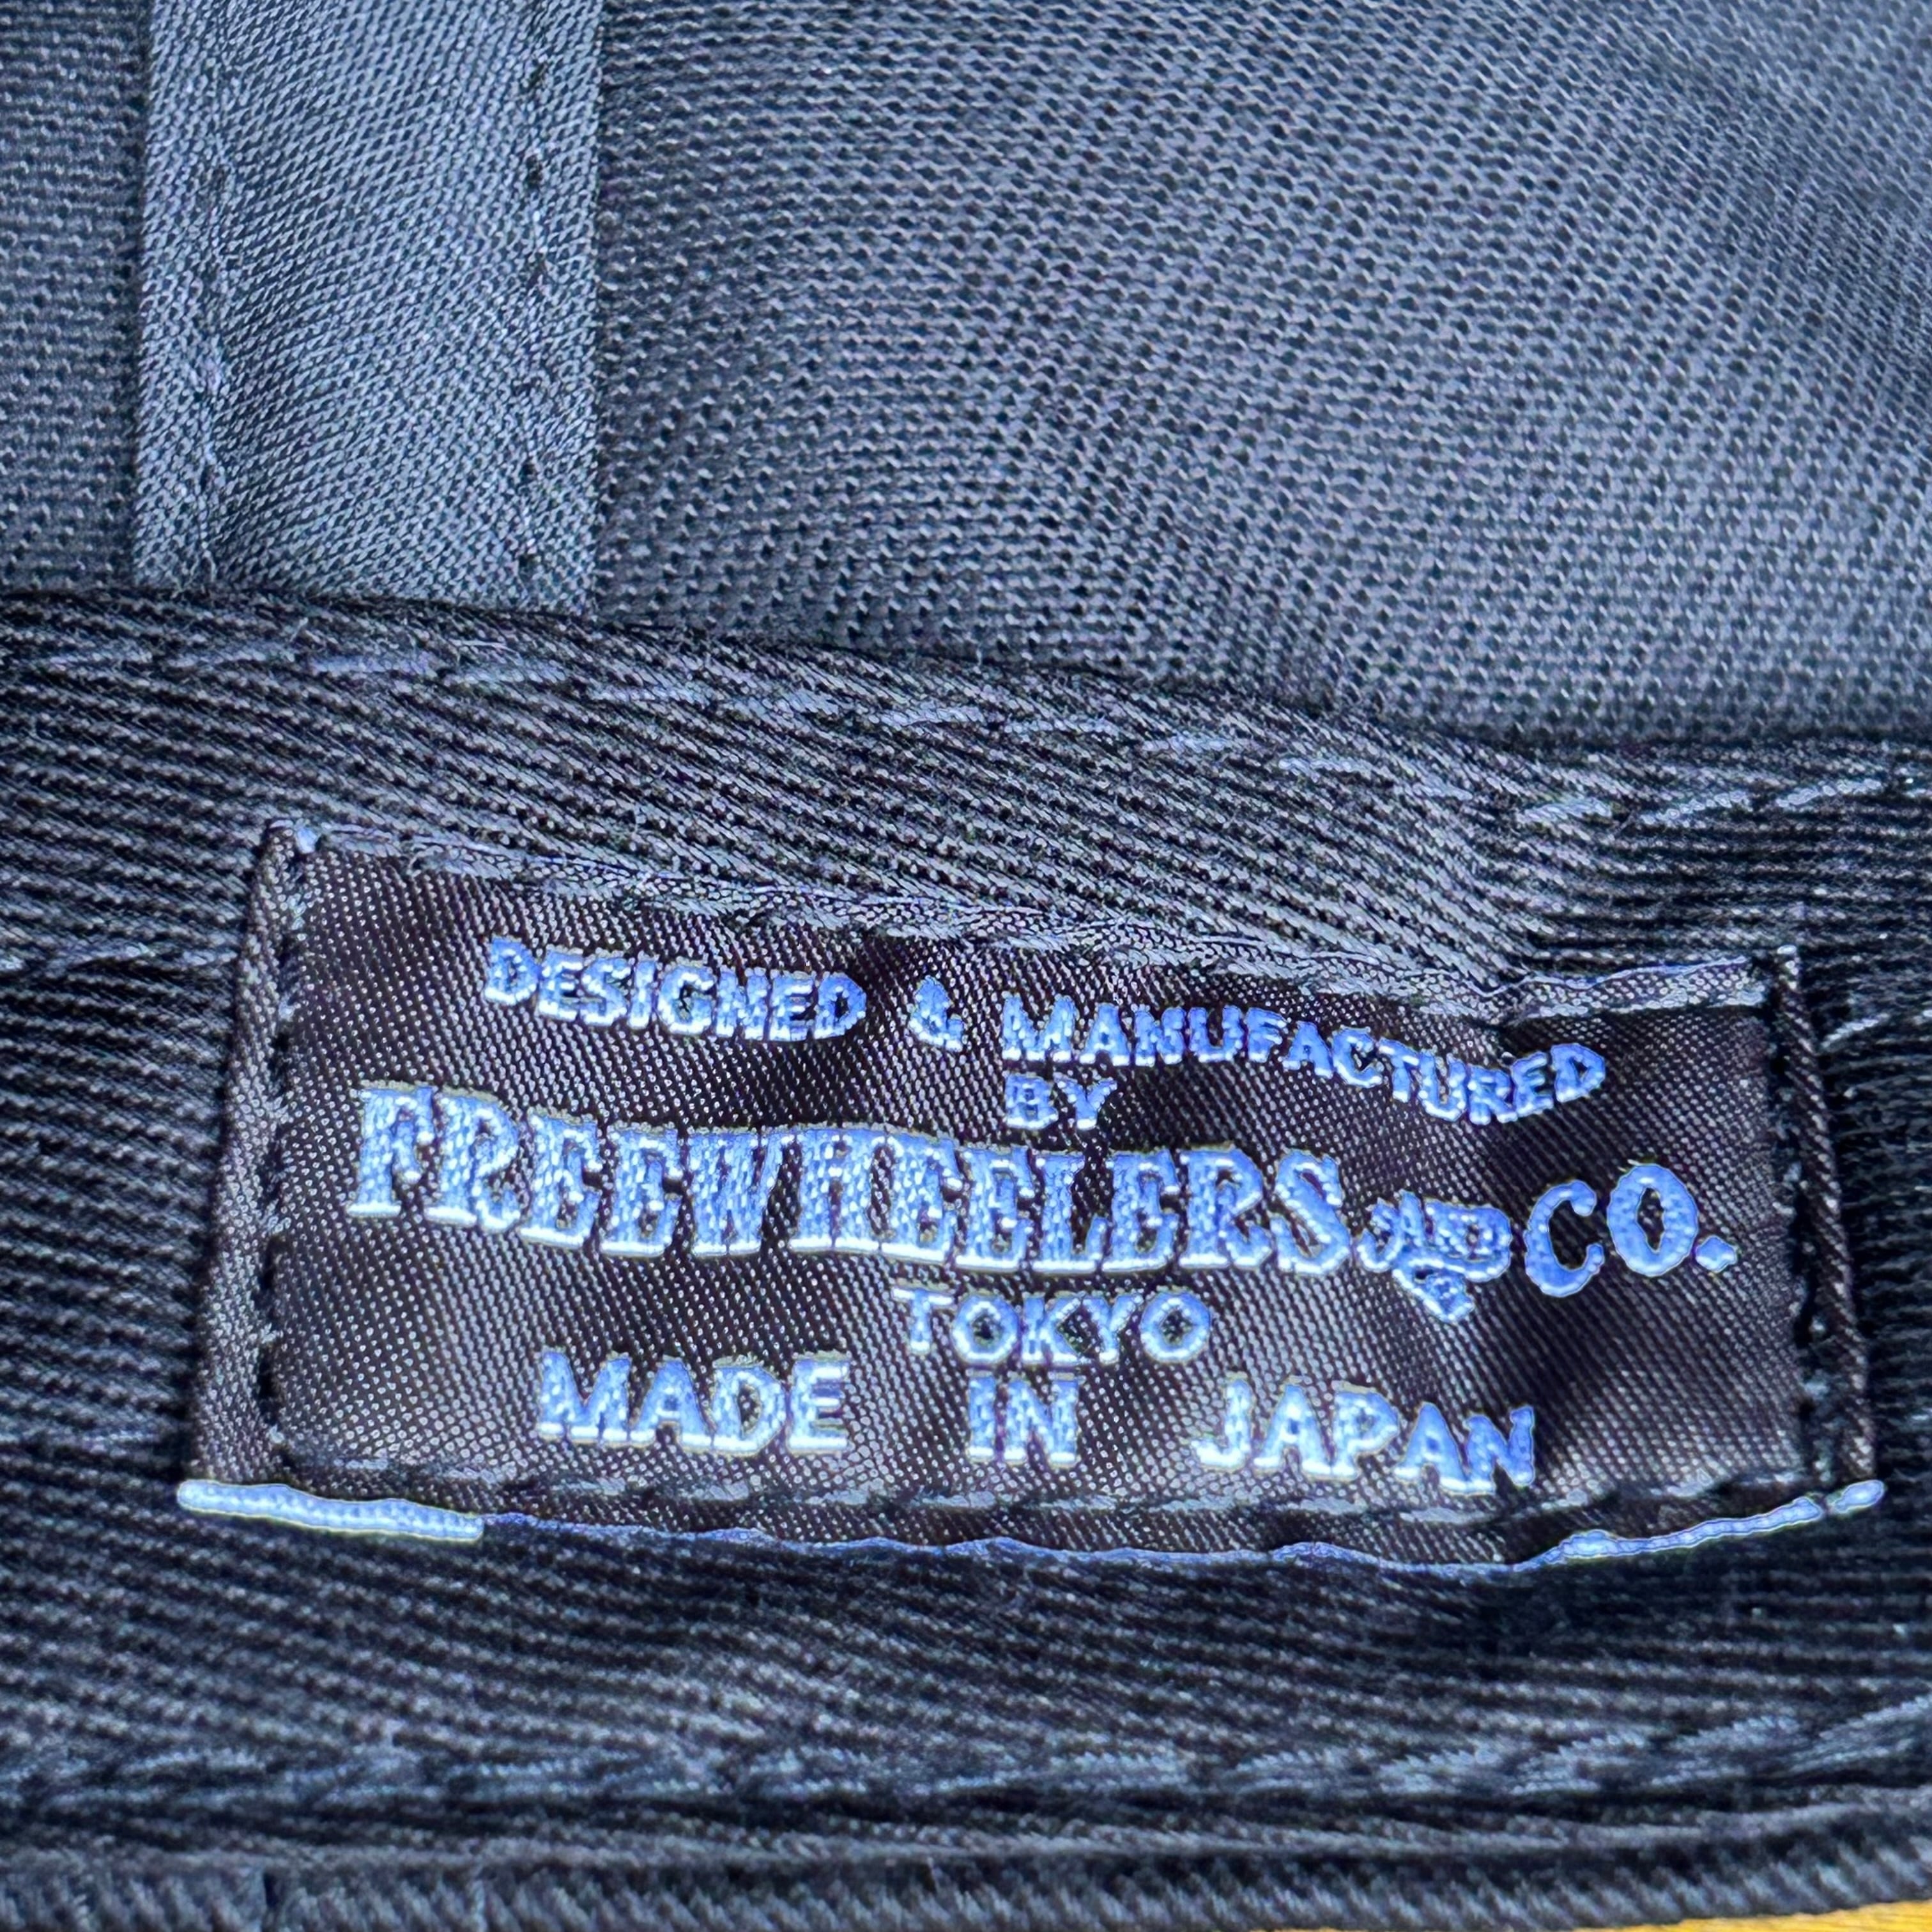 DESIGNED & MANUFACTURED
BY
FREEWHEELERS AND CO.
TOKYO
MADE IN JAPAN